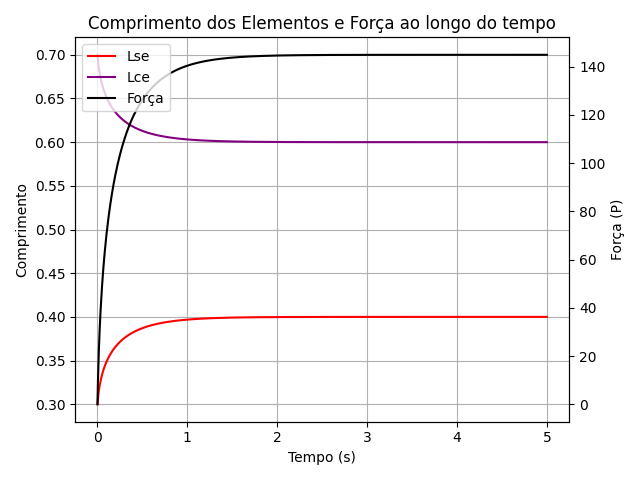 Comprimento dos Elementos e Força ao longo do tempo
Lse
Lce
Força
0.70
0.65
0.60
0.55
0.50
0.45
0.40
0.35
0.30
Comprimento
140
120
100
80
60
40
20
0
Força (P)
0 1 2 3 4 5
Tempo (s)